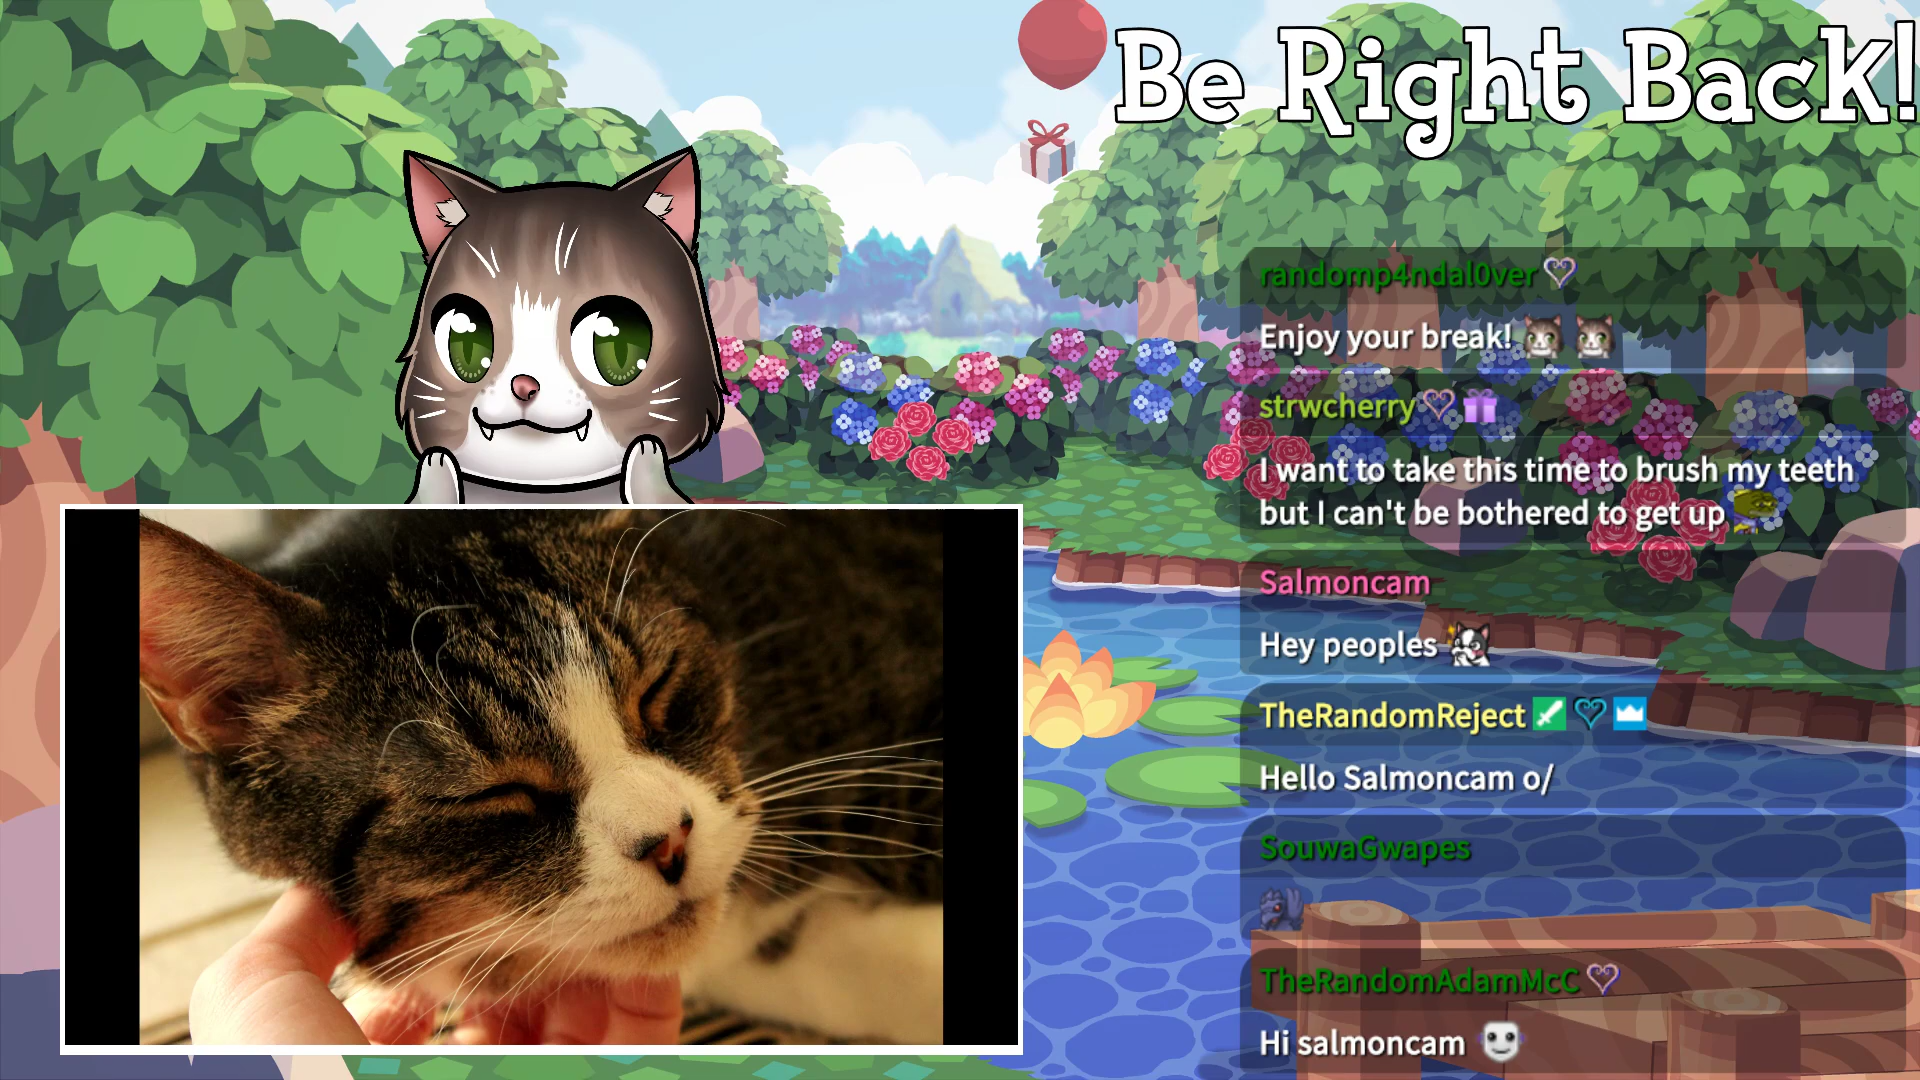 Be Right Back!
randomp4ndal0ver
Enjoy your break!
strwcherry
I want to take this time to brush my teeth
but I can't be bothered to get up
Salmoncam
Hey peoples
TheRandomReject
Hello Salmoncam o/
SouwaGwapes
TheRandomAdamMcC
Hi salmoncam